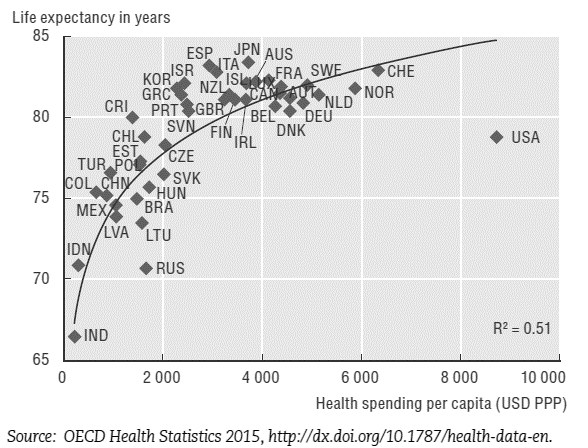 Life expectancy in years
85
JPN
ESP
AUS
ITA
ISR
KOR
ISL
LUX
FRA
SWE
CHE
GRC
NZL
CAN
AUT
NOR
PRT
GBR
NLD
CRI
BEL
DEU
80
SVN
FIN
IRL
DNK
CHL
USA
EST
CZE
TUR
POL
SVK
COL
CHN
HUN
75
MEX
BRA
LVA
LTU
IDN
70
RUS
IND
R² = 0.51
65
0
2 000
4 000
6 000
8 000
10 000
Health spending per capita (USD PPP)
Source: OECD Health Statistics 2015, http://dx.doi.org/10.1787/health-data-en.